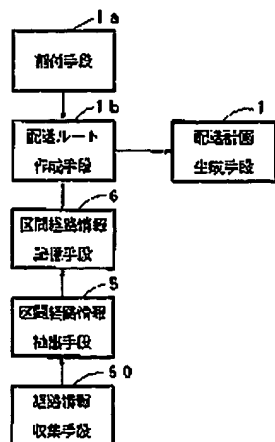 1a
割付手段
1b
配送ルート
作成手段
1
配送計画
生成手段
6
区間経路情報
記憶手段
5
区間経路情報
抽出手段
50
経路情報
収集手段